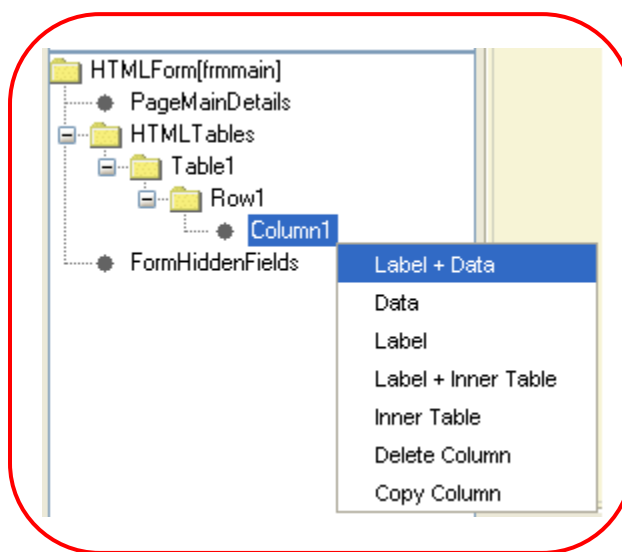 HTMLForm[frmmain]
PageMainDetails
HTMLTables
Table1
Row1
Column1
FormHiddenFields
Label + Data
Data
Label
Label + Inner Table
Inner Table
Delete Column
Copy Column